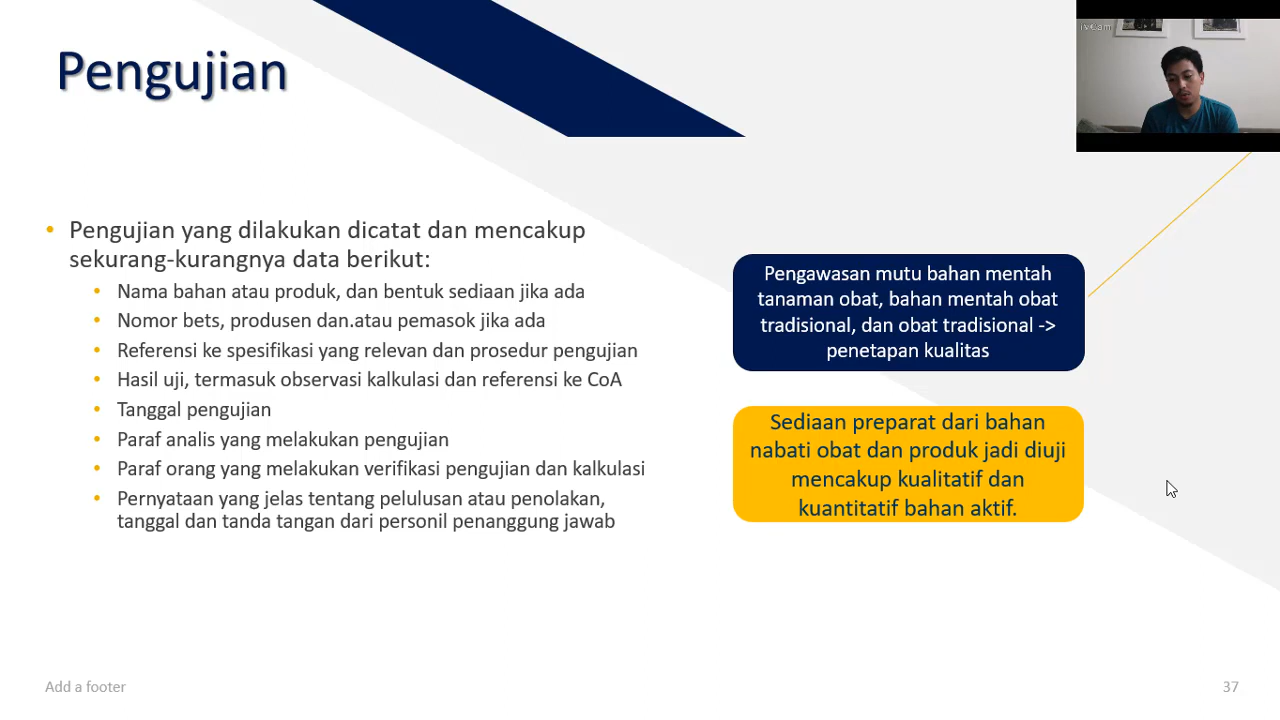 Pengujian
iVCam
Pengujian yang dilakukan dicatat dan mencakup
sekurang-kurangnya data berikut:
Nama bahan atau produk, dan bentuk sediaan jika ada
Nomor bets, produsen dan.atau pemasok jika ada
Referensi ke spesifikasi yang relevan dan prosedur pengujian
Hasil uji, termasuk observasi kalkulasi dan referensi ke CoA
Tanggal pengujian
Paraf analis yang melakukan pengujian
Paraf orang yang melakukan verifikasi pengujian dan kalkulasi
Pernyataan yang jelas tentang pelulusan atau penolakan,
tanggal dan tanda tangan dari personil penanggung jawab
Pengawasan mutu bahan mentah
tanaman obat, bahan mentah obat
tradisional, dan obat tradisional ->
penetapan kualitas
Sediaan preparat dari bahan
nabati obat dan produk jadi diuji
mencakup kualitatif dan
kuantitatif bahan aktif.
Add a footer
37